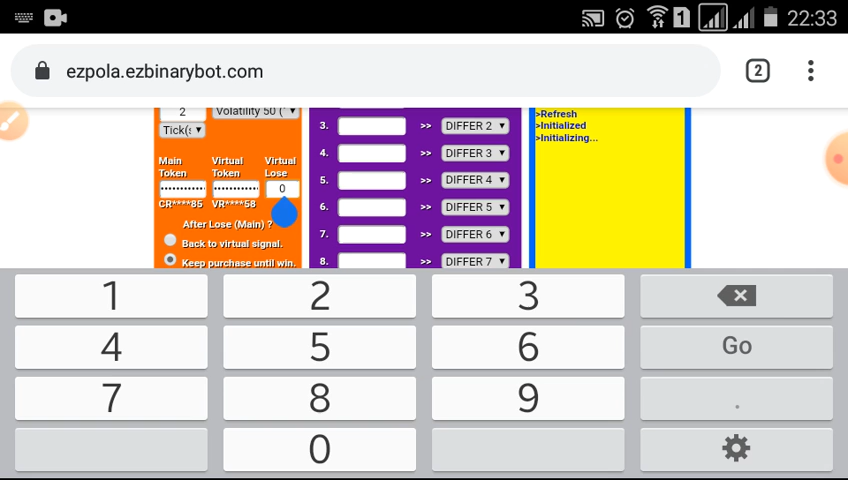 1 22:33
ezpola.ezbinarybot.com 2
2 Volatility 50 (
Tick(s
Main Token Virtual Token Virtual Lose
•••••••••••• •••••••••••• 0
CR****85 VR****58
After Lose (Main) ?
Back to virtual signal.
Keep purchase until win.
3. >> DIFFER 2
4. >> DIFFER 3
5. >> DIFFER 4
6. >> DIFFER 5
7. >> DIFFER 6
8. >> DIFFER 7
>Refresh
>Initialized
>Initializing...
1 2 3
4 5 6 Go
7 8 9 .
0